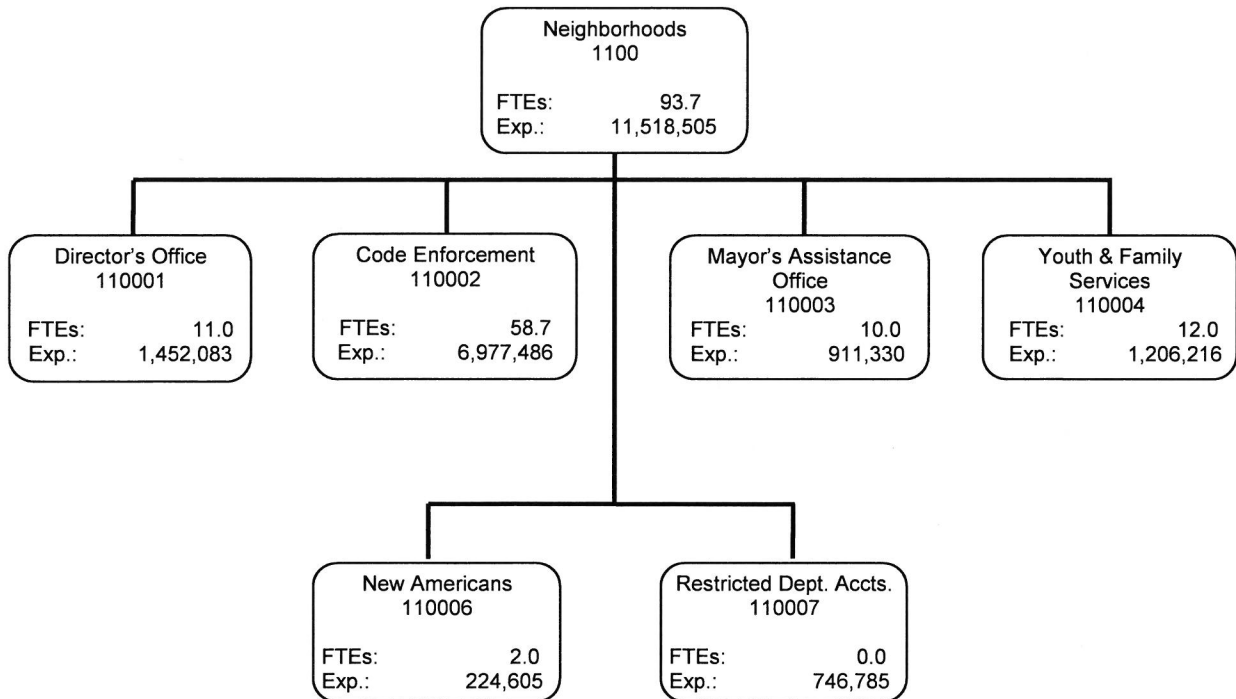 Neighborhoods
1100
FTEs: 93.7
Exp.: 11,518,505
Director's Office
110001
FTEs: 11.0
Exp.: 1,452,083
Code Enforcement
110002
FTEs: 58.7
Exp.: 6,977,486
Mayor's Assistance
Office
110003
FTEs: 10.0
Exp.: 911,330
Youth & Family
Services
110004
FTEs: 12.0
Exp.: 1,206,216
New Americans
110006
FTEs: 2.0
Exp.: 224,605
Restricted Dept. Accts.
110007
FTEs: 0.0
Exp.: 746,785